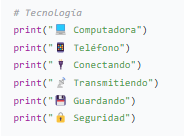 # Tecnología
print("💻 Computadora")
print("📱 Teléfono")
print("🎙 Conectando")
print("📡 Transmitiendo")
print("💾 Guardando")
print("🔒 Seguridad")